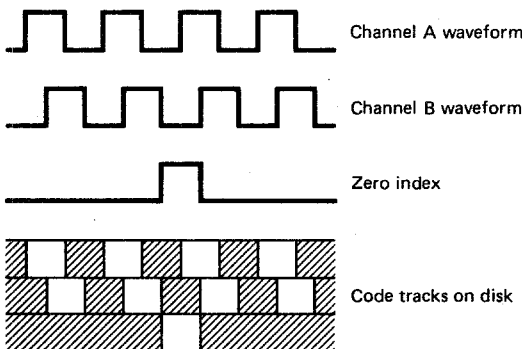 Channel A waveform
Channel B waveform
Zero index
Code tracks on disk